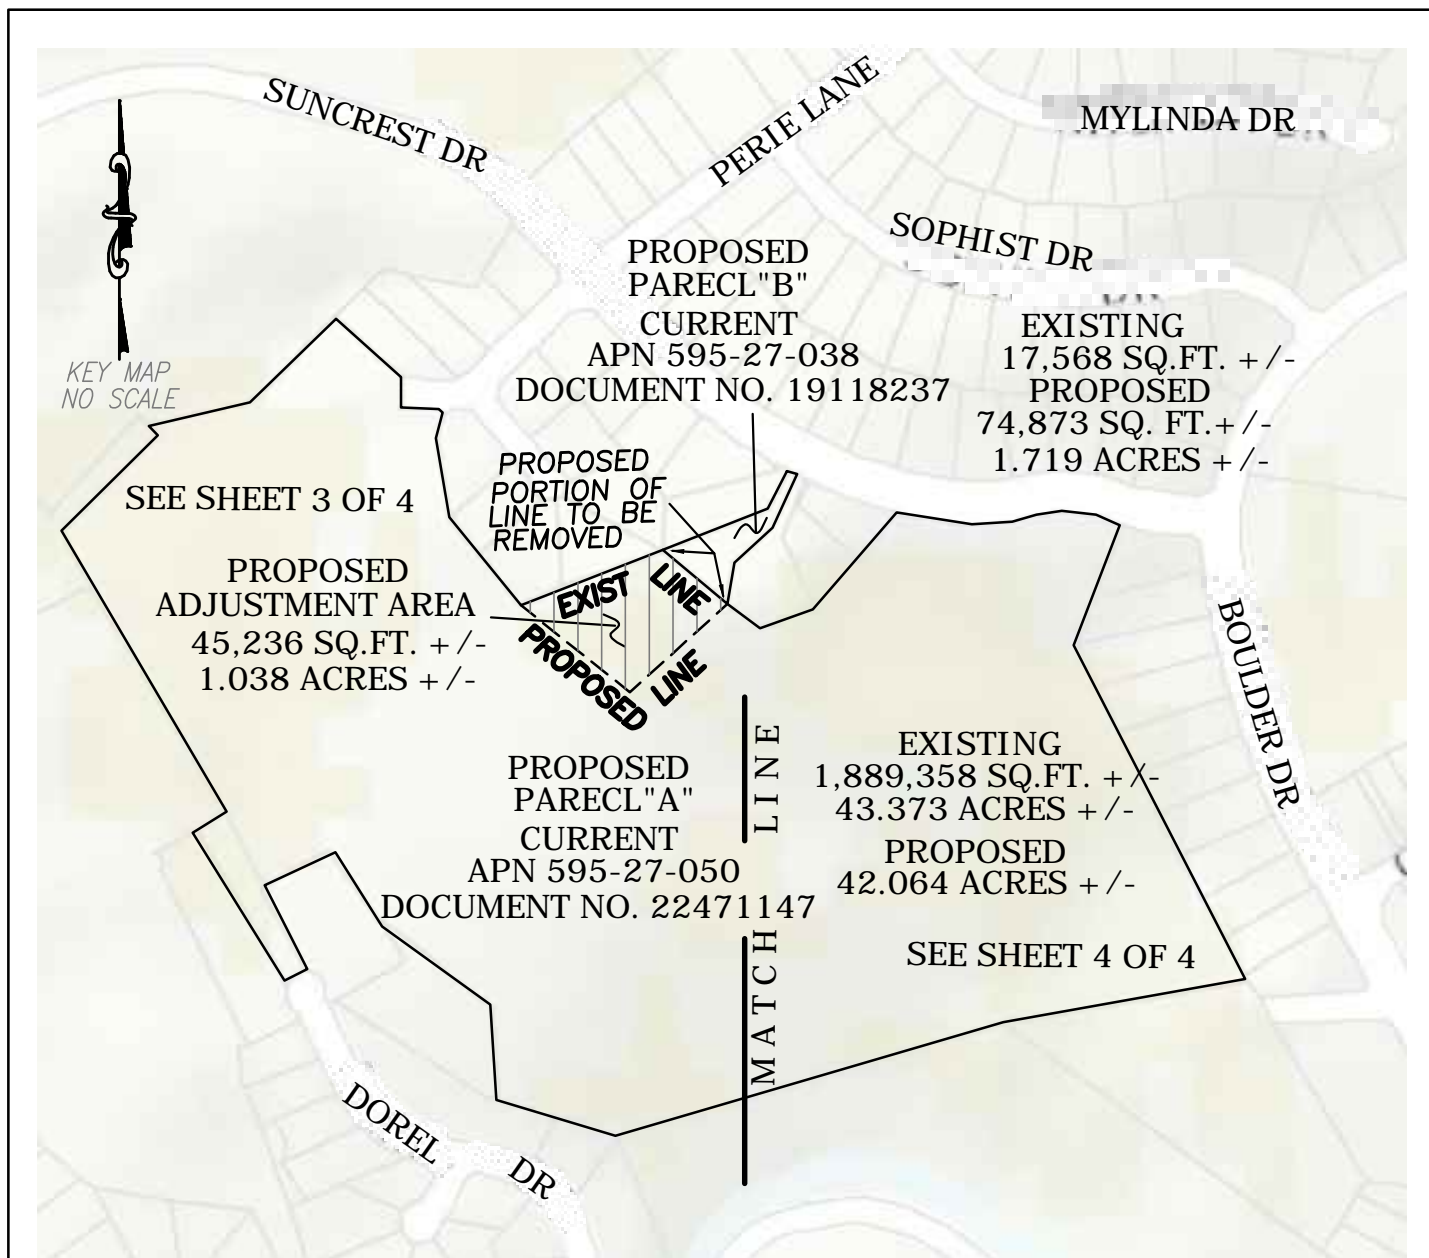 SUNCREST DR
PERIE LANE
MYLINDA DR
SOPHIST DR
KEY MAP
NO SCALE
PROPOSED
PARECL"B"
CURRENT
APN 595-27-038
DOCUMENT NO. 19118237
EXISTING
17,568 SQ.FT. +/-
PROPOSED
74,873 SQ. FT.+/-
1.719 ACRES +/-
SEE SHEET 3 OF 4
PROPOSED
PORTION OF
LINE TO BE
REMOVED
PROPOSED
ADJUSTMENT AREA
45,236 SQ.FT. +/-
1.038 ACRES +/-
EXIST LINE
PROPOSED LINE
BOULDER DR
PROPOSED
PARECL"A"
CURRENT
APN 595-27-050
DOCUMENT NO. 22471147
MATCH LINE
EXISTING
1,889,358 SQ.FT. +/-
43.373 ACRES +/-
PROPOSED
42.064 ACRES +/-
SEE SHEET 4 OF 4
DOREL DR